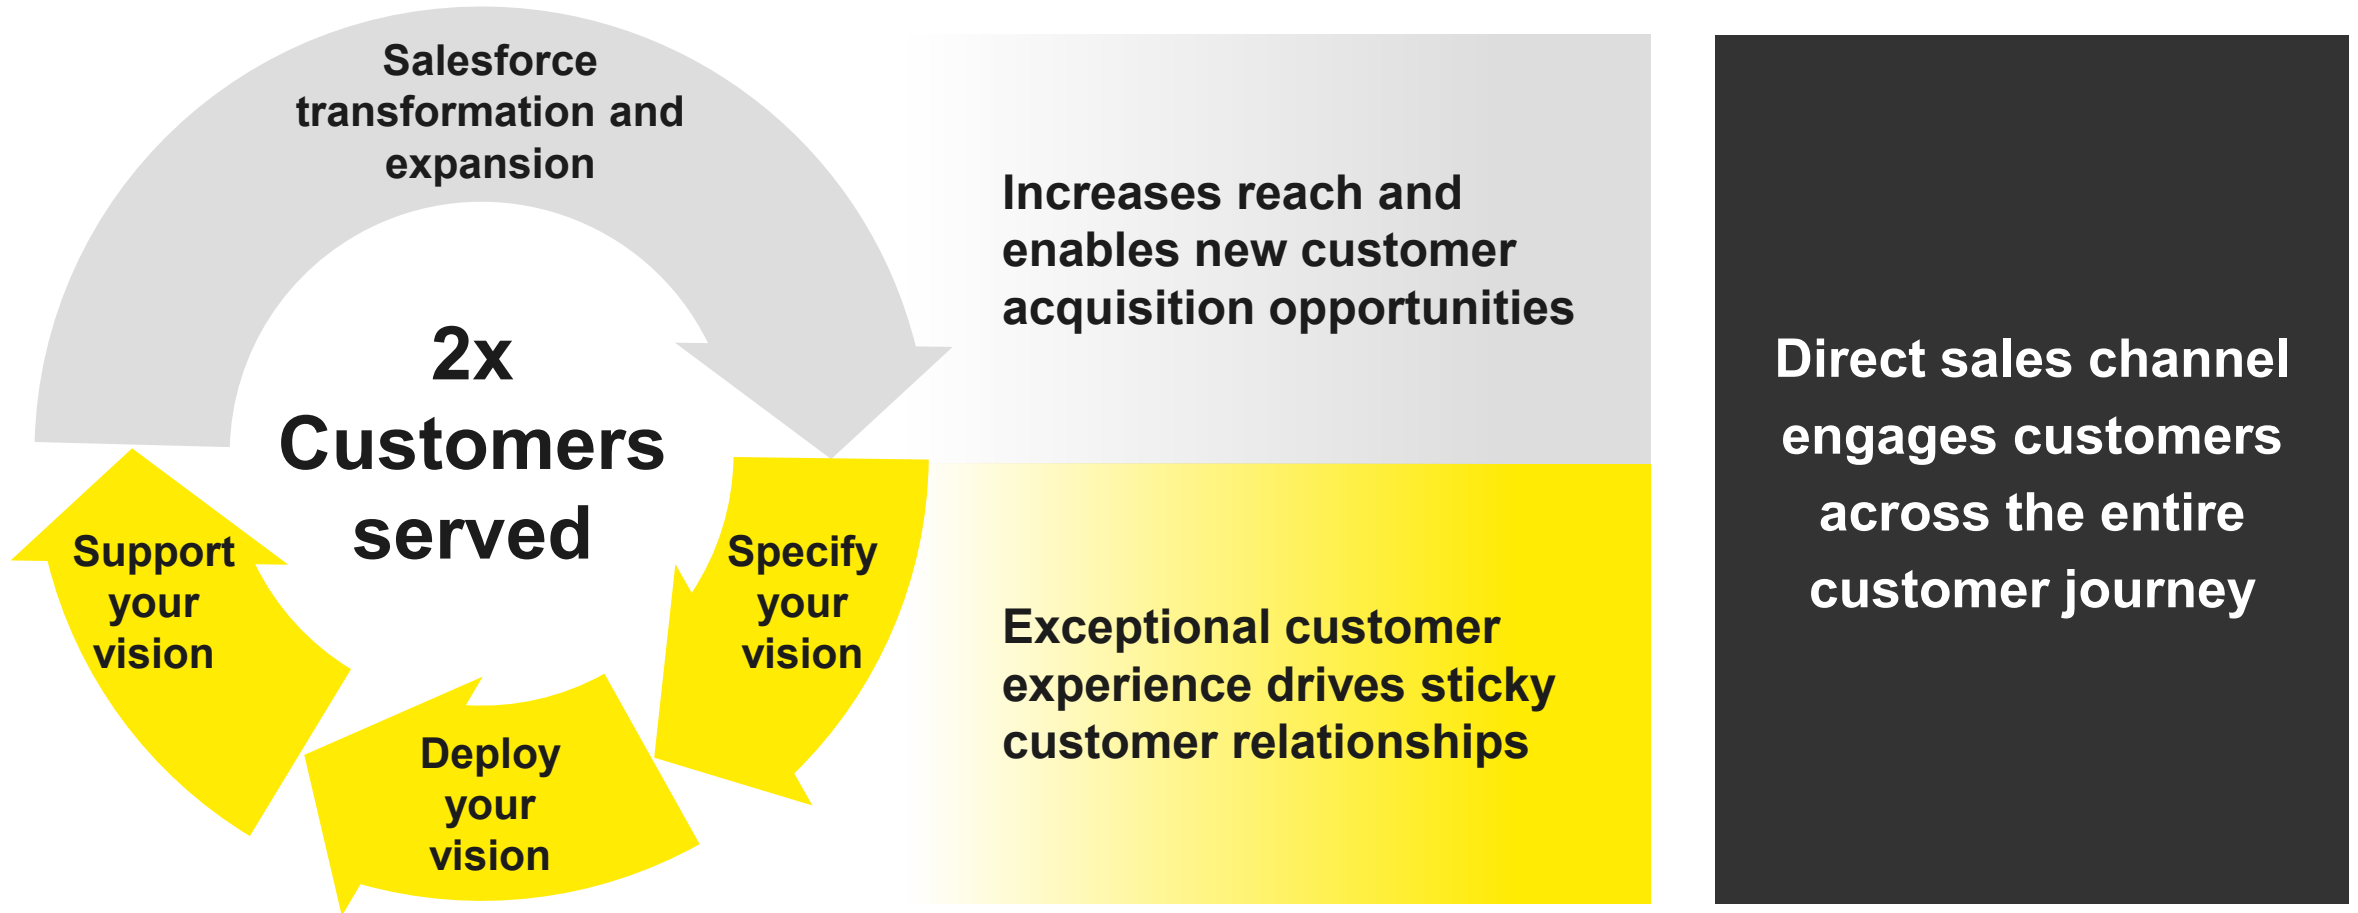 Salesforce
transformation and
expansion
2x
Customers
served
Support
your
vision
Specify
your
vision
Deploy
your
vision
Increases reach and
enables new customer
acquisition opportunities
Exceptional customer
experience drives sticky
customer relationships
Direct sales channel
engages customers
across the entire
customer journey